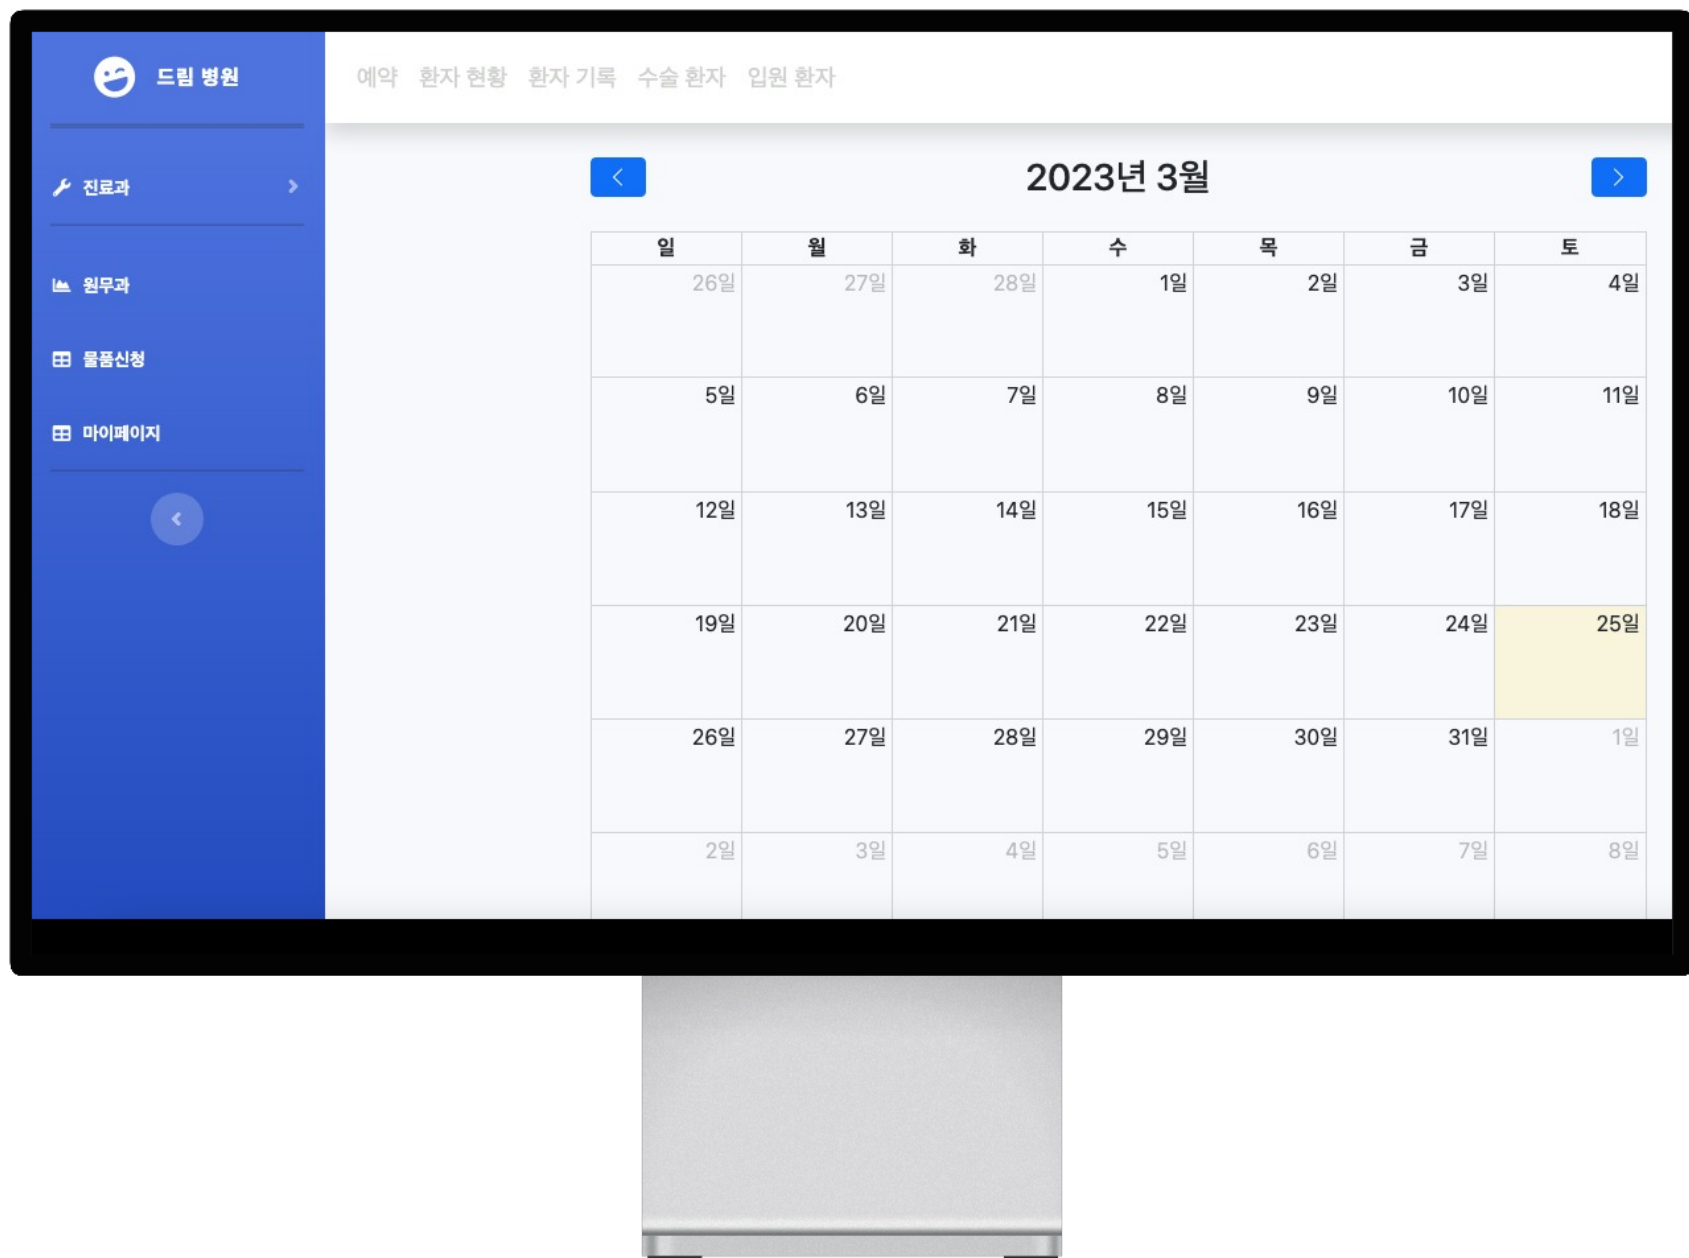 드림 병원
예약 환자 현황 환자 기록 수술 환자 입원 환자
진료과
원무과
물품신청
마이페이지
2023년 3월
일 월 화 수 목 금 토
26일 27일 28일 1일 2일 3일 4일
5일 6일 7일 8일 9일 10일 11일
12일 13일 14일 15일 16일 17일 18일
19일 20일 21일 22일 23일 24일 25일
26일 27일 28일 29일 30일 31일 1일
2일 3일 4일 5일 6일 7일 8일